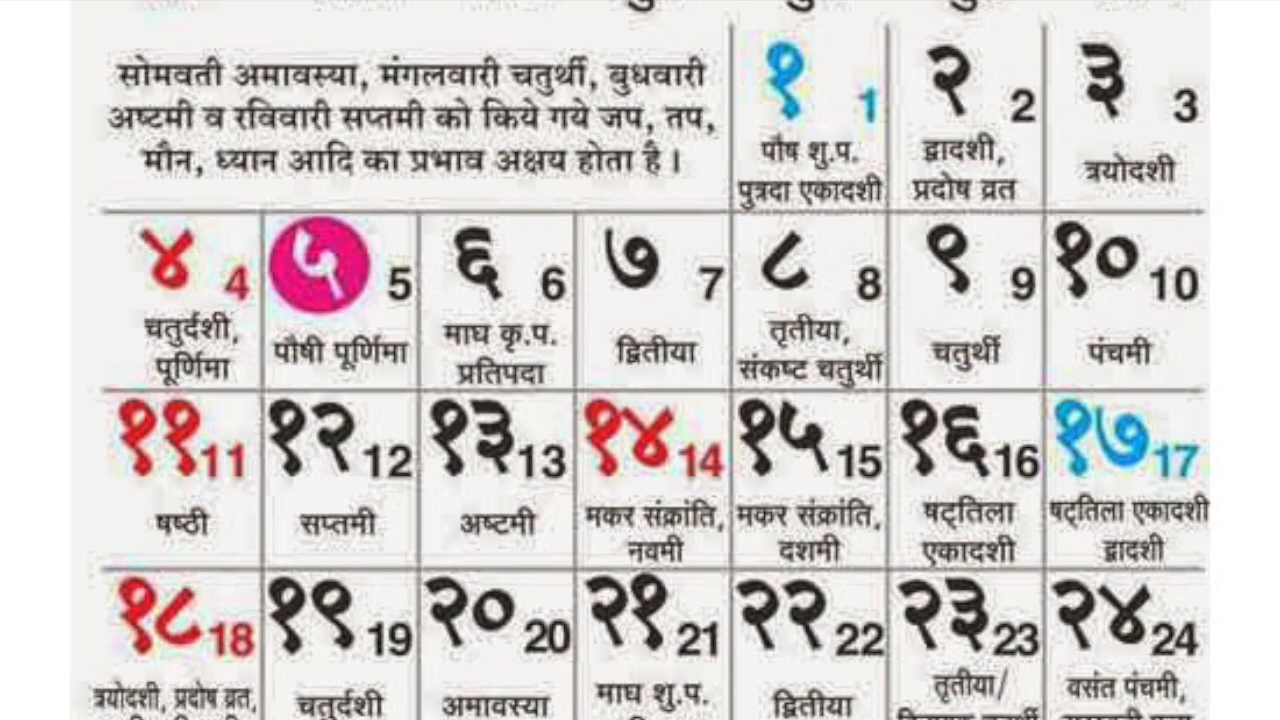 सोमवती अमावस्या, मंगलवारी चतुर्थी, बुधवारी
अष्टमी व रविवारी सप्तमी को किये गये जप, तप,
मौन, ध्यान आदि का प्रभाव अक्षय होता है।
१ 1
पौष शु.प.
पुत्रदा एकादशी
२ 2
द्वादशी,
प्रदोष व्रत
३ 3
त्रयोदशी
४ 4
चतुर्दशी,
पूर्णिमा
५ 5
पौषी पूर्णिमा
६ 6
माघ कृ.प.
प्रतिपदा
७ 7
द्वितीया
८ 8
तृतीया,
संकष्ट चतुर्थी
९ 9
चतुर्थी
१० 10
पंचमी
११ 11
षष्ठी
१२ 12
सप्तमी
१३ 13
अष्टमी
१४ 14
मकर संक्रांति,
नवमी
१५ 15
मकर संक्रांति,
दशमी
१६ 16
षट्तिला
एकादशी
१७ 17
षट्तिला एकादशी
द्वादशी
१८ 18
त्रयोदशी, प्रदोष व्रत,
१९ 19
चतुर्दशी
२० 20
अमावस्या
२१ 21
माघ शु.प.
२२ 22
द्वितीया
२३ 23
तृतीया/
२४ 24
वसंत पंचमी,